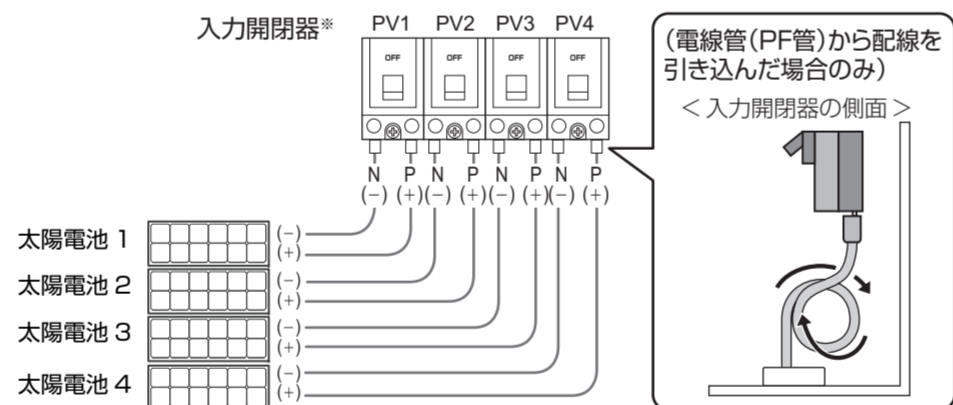 入力開閉器※
PV1 PV2 PV3 PV4
OFF OFF OFF OFF
N P N P N P N P
(−) (+) (−) (+) (−) (+) (−) (+)
太陽電池 1 (−)
(+)
太陽電池 2 (−)
(+)
太陽電池 3 (−)
(+)
太陽電池 4 (−)
(+)
(電線管(PF管)から配線を
引き込んだ場合のみ)
＜入力開閉器の側面＞